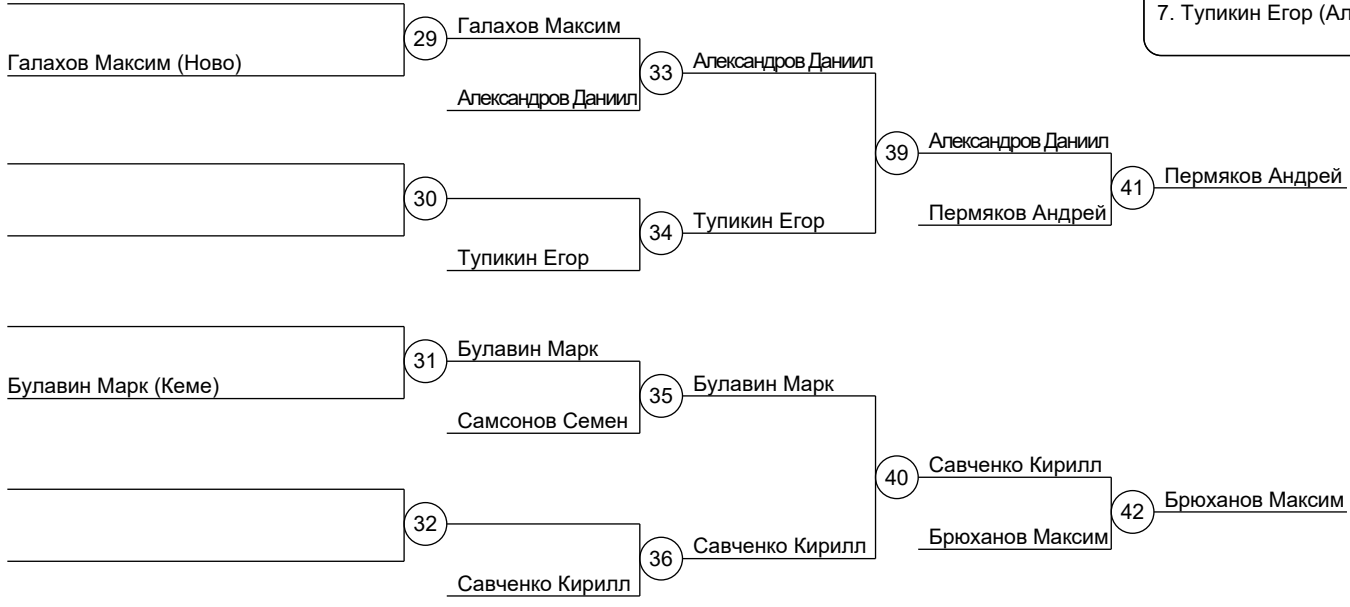 7. Тупикин Егор (Ал
29 Галахов Максим
Галахов Максим (Ново)
33 Александров Даниил
Александров Даниил
39 Александров Даниил
41 Пермяков Андрей
30
Пермяков Андрей
34 Тупикин Егор
Тупикин Егор
31 Булавин Марк
Булавин Марк (Кеме)
35 Булавин Марк
Самсонов Семен
40 Савченко Кирилл
42 Брюханов Максим
32
Брюханов Максим
36 Савченко Кирилл
Савченко Кирилл